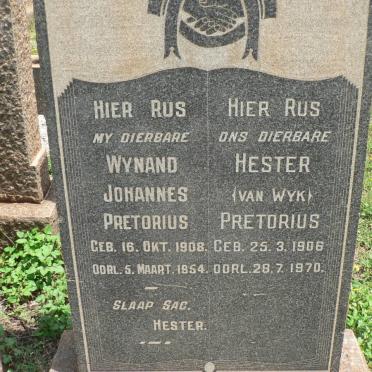 HIER RUS
MY DIERBARE
WYNAND
JOHANNES
PRETORIUS
GEB. 16. OKT. 1908.
OORL. 5. MAART. 1954.
SLAAP SAG.
HESTER.
HIER RUS
ONS DIERBARE
HESTER
(VAN WYK)
PRETORIUS
GEB. 25. 3. 1906
OORL. 28. 7. 1970.